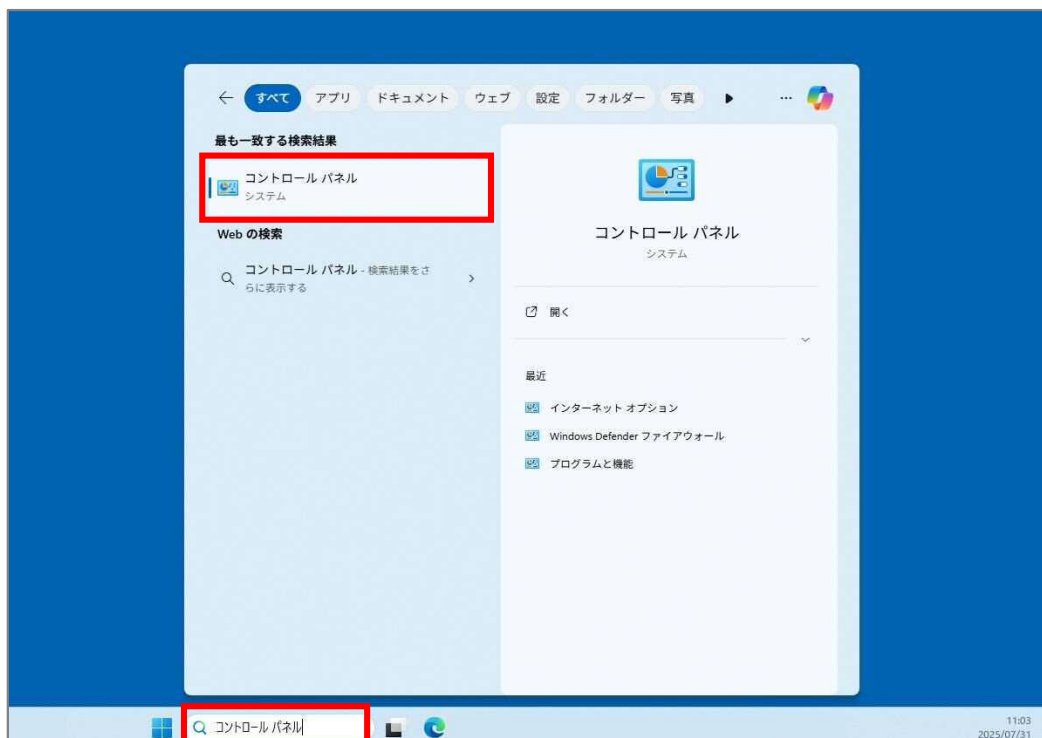 すべて アプリ ドキュメント ウェブ 設定 フォルダー 写真 ...
最も一致する検索結果
コントロール パネル
システム
Web の検索
コントロール パネル - 検索結果をさ
らに表示する
コントロール パネル
システム
開く
最近
インターネット オプション
Windows Defender ファイアウォール
プログラムと機能
コントロール パネル
11:03
2025/07/31